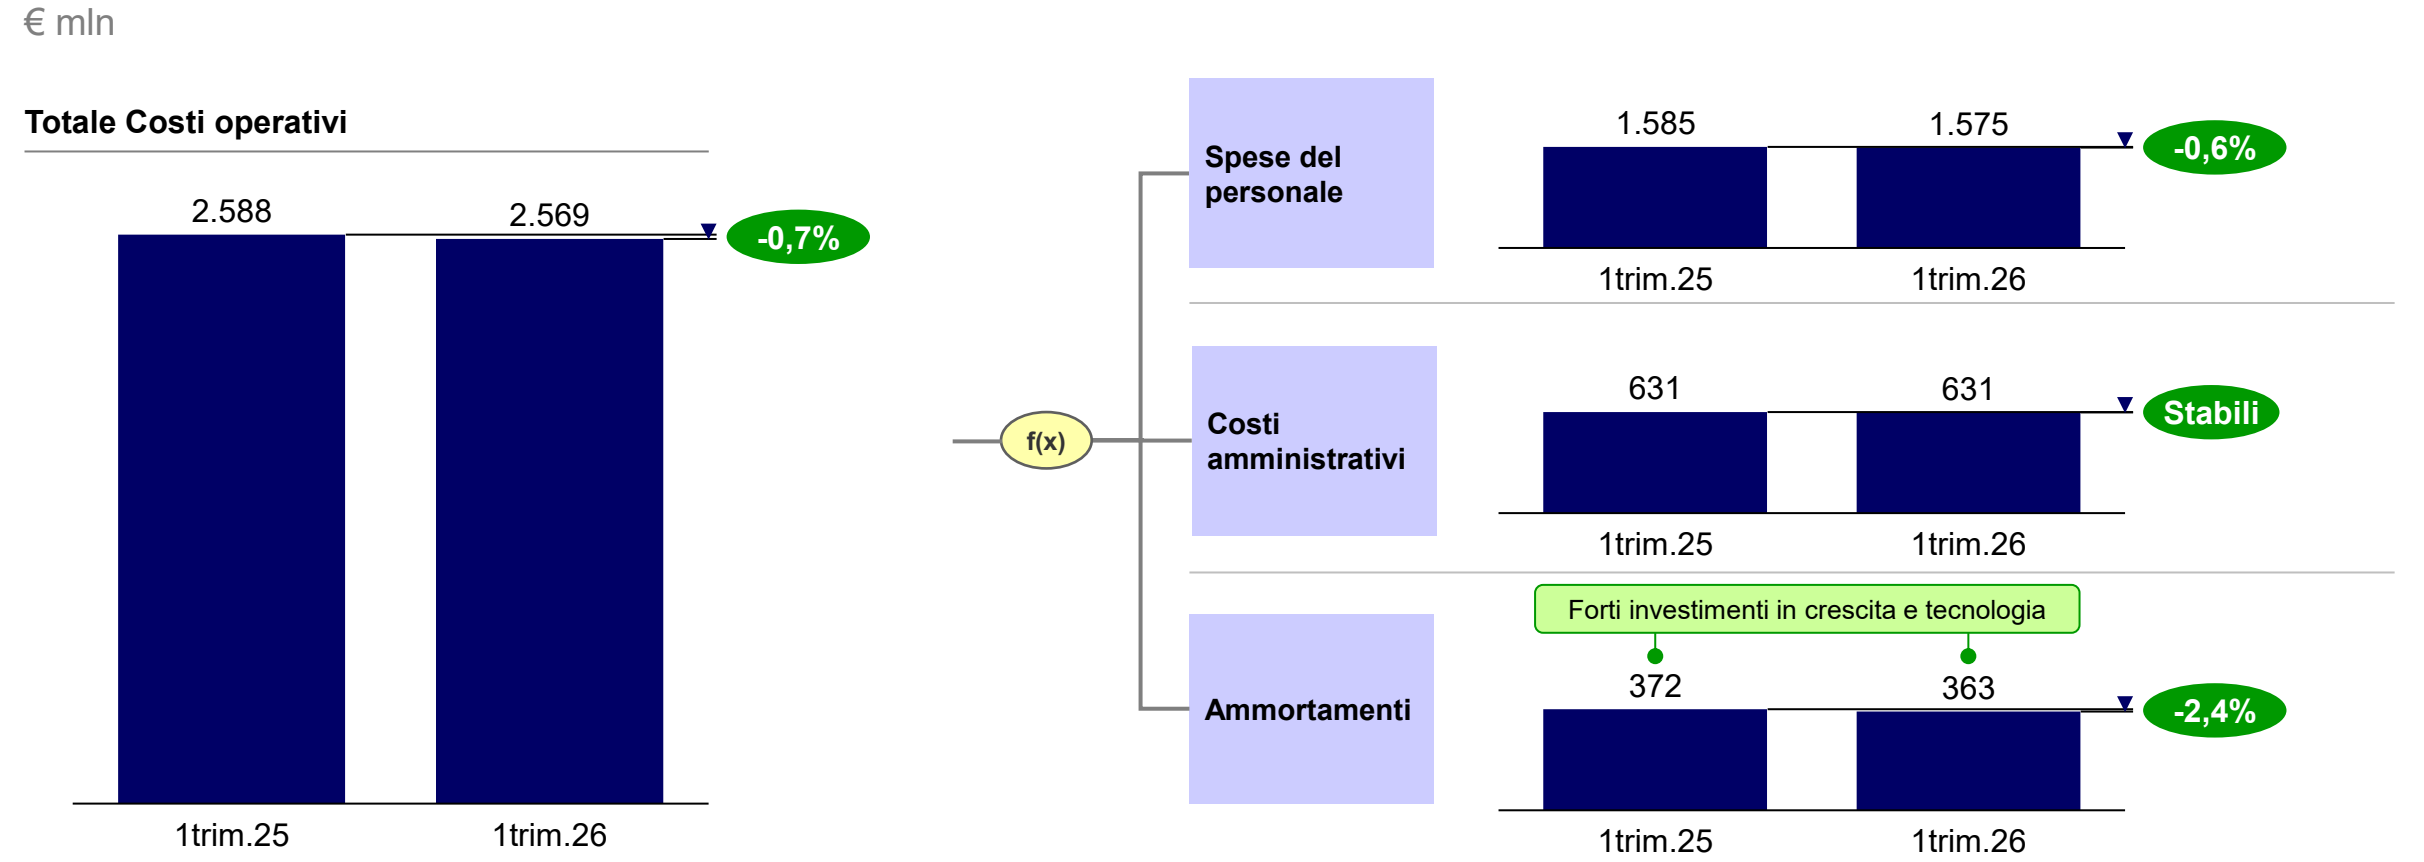 € mln
Totale Costi operativi
2.588
2.569
-0,7%
1trim.25
1trim.26
f(x)
Spese del
personale
1.585
1.575
-0,6%
1trim.25
1trim.26
Costi
amministrativi
631
631
Stabili
1trim.25
1trim.26
Forti investimenti in crescita e tecnologia
Ammortamenti
372
363
-2,4%
1trim.25
1trim.26